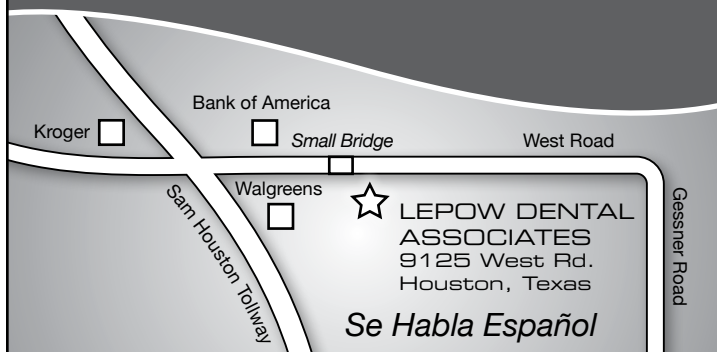 Bank of America
Kroger
Small Bridge
West Road
Walgreens
Sam Houston Tollway
Gessner Road
LEPOW DENTAL
ASSOCIATES
9125 West Rd.
Houston, Texas
Se Habla Español